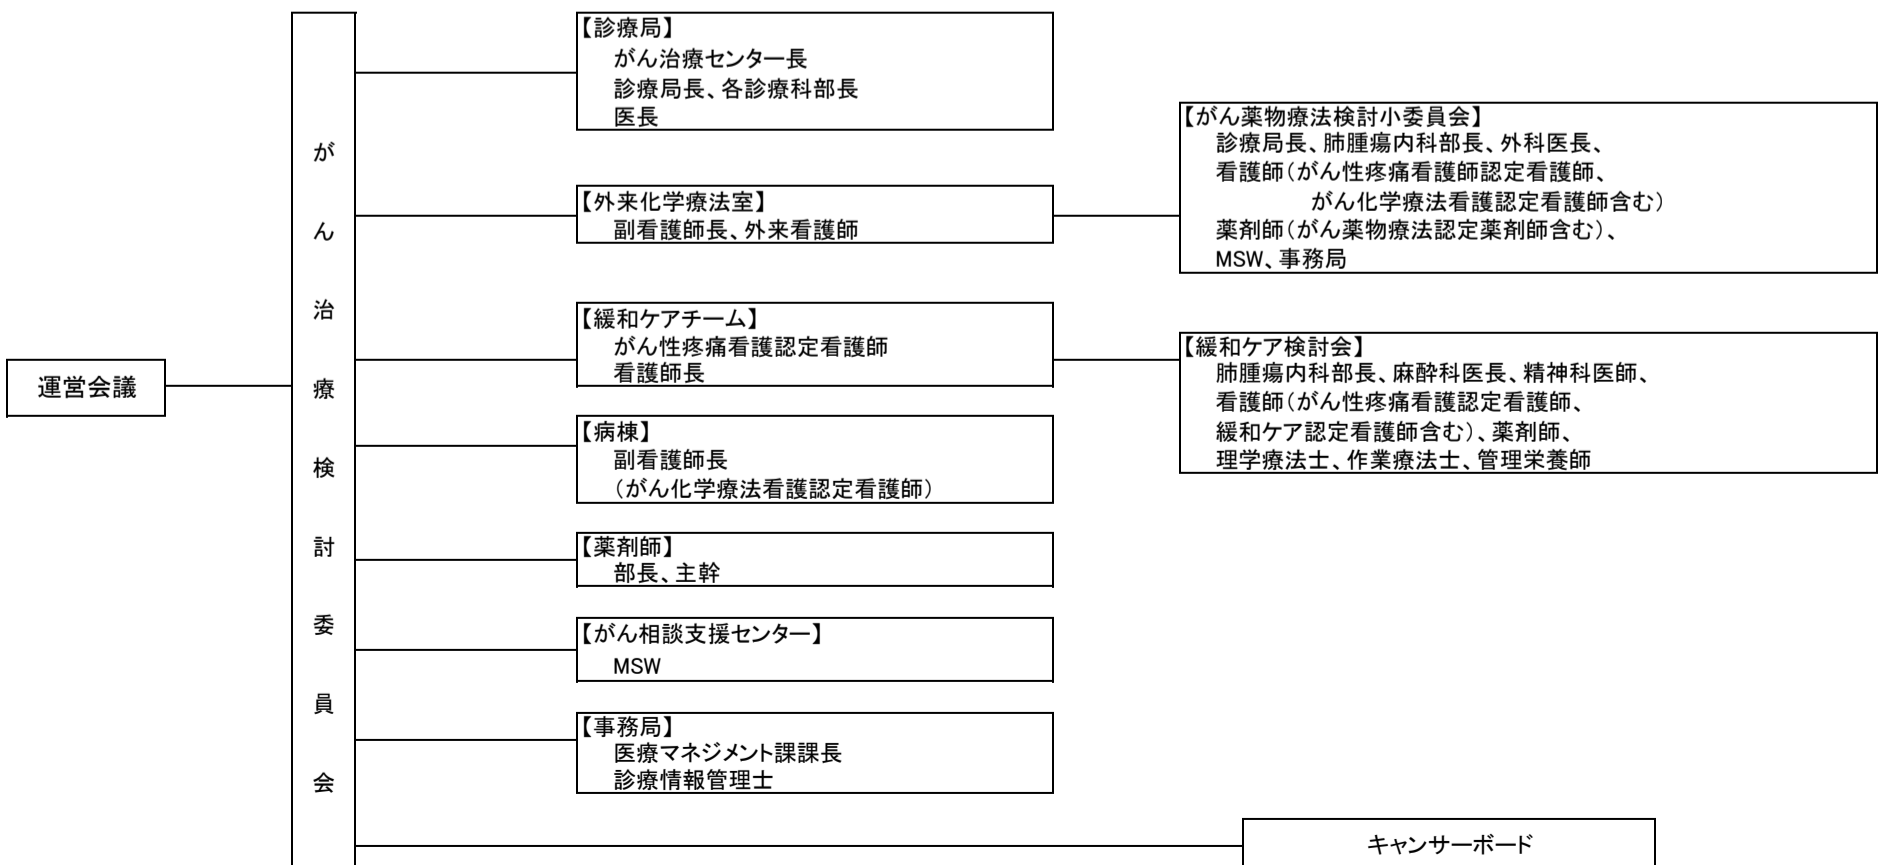 運営会議
がん治療検討委員会
【診療局】
がん治療センター長
診療局長、各診療科部長
医長
【外来化学療法室】
副看護師長、外来看護師
【緩和ケアチーム】
がん性疼痛看護認定看護師
看護師長
【病棟】
副看護師長
（がん化学療法看護認定看護師）
【薬剤師】
部長、主幹
【がん相談支援センター】
MSW
【事務局】
医療マネジメント課課長
診療情報管理士
【がん薬物療法検討小委員会】
診療局長、肺腫瘍内科部長、外科医長、
看護師（がん性疼痛看護師認定看護師、
がん化学療法看護認定看護師含む）
薬剤師（がん薬物療法認定薬剤師含む）、
MSW、事務局
【緩和ケア検討会】
肺腫瘍内科部長、麻酔科医長、精神科医師、
看護師（がん性疼痛看護認定看護師、
緩和ケア認定看護師含む）、薬剤師、
理学療法士、作業療法士、管理栄養師
キャンサーボード